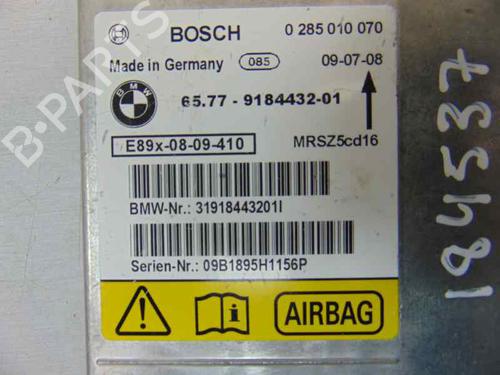 BOSCH 0 285 010 070
Made in Germany 085 09-07-08
BMW 65.77 - 9184432-01
E89x-08-09-410 MRSZ5cd16
BMW-Nr.: 31918443201I
Serien-Nr.: 09B1895H1156P
AIRBAG
184537
B-PARTS